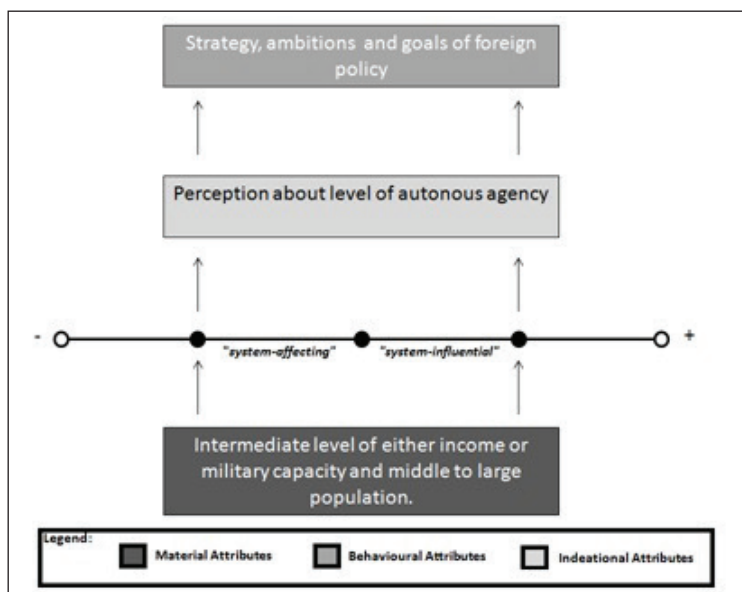 Strategy, ambitions and goals of foreign
policy
Perception about level of autonous agency
- +
"system-affecting" "system-influential"
Intermediate level of either income or
military capacity and middle to large
population.
Legend:
Material Attributes Behavioural Attributes Indeational Attributes